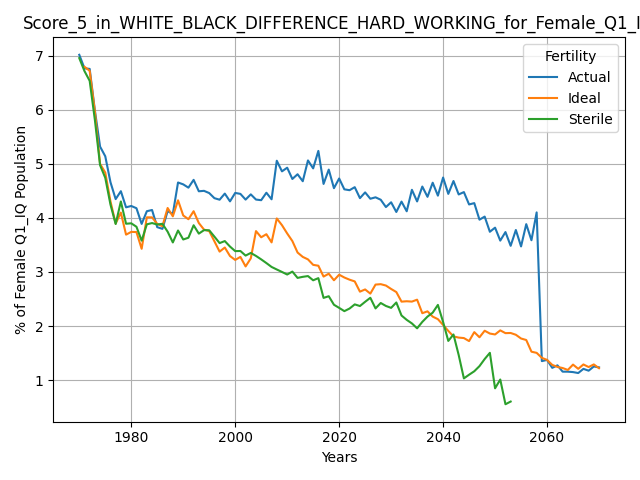 Score_5_in_WHITE_BLACK_DIFFERENCE_HARD_WORKING_for_Female_Q1_I
Fertility
Actual
Ideal
Sterile
7
6
5
4
3
2
1
% of Female Q1_IQ Population
1980
2000
2020
2040
2060
Years